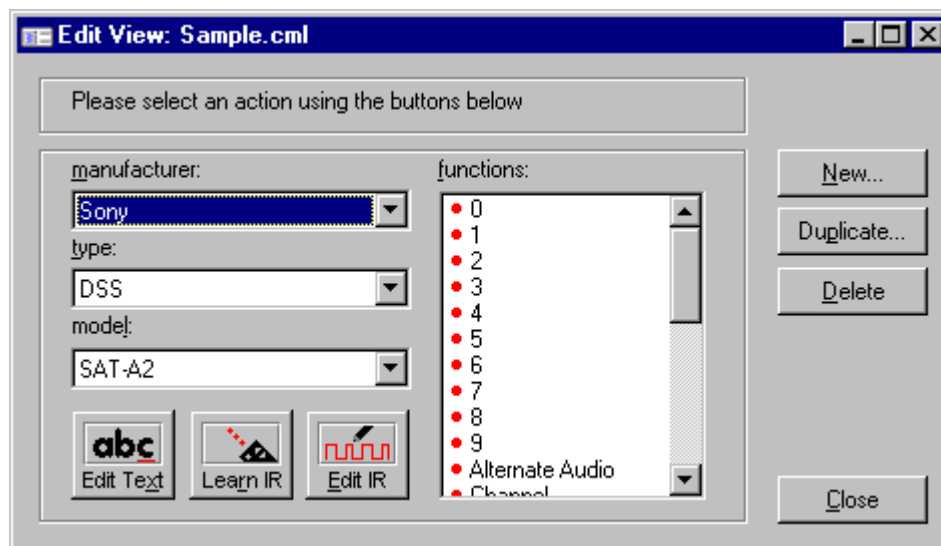 Edit View: Sample.cml
Please select an action using the buttons below
manufacturer:
Sony
type:
DSS
model:
SAT-A2
abc
Edit Text
Learn IR
Edit IR
functions:
0
1
2
3
4
5
6
7
8
9
Alternate Audio
Channel
New...
Duplicate...
Delete
Close